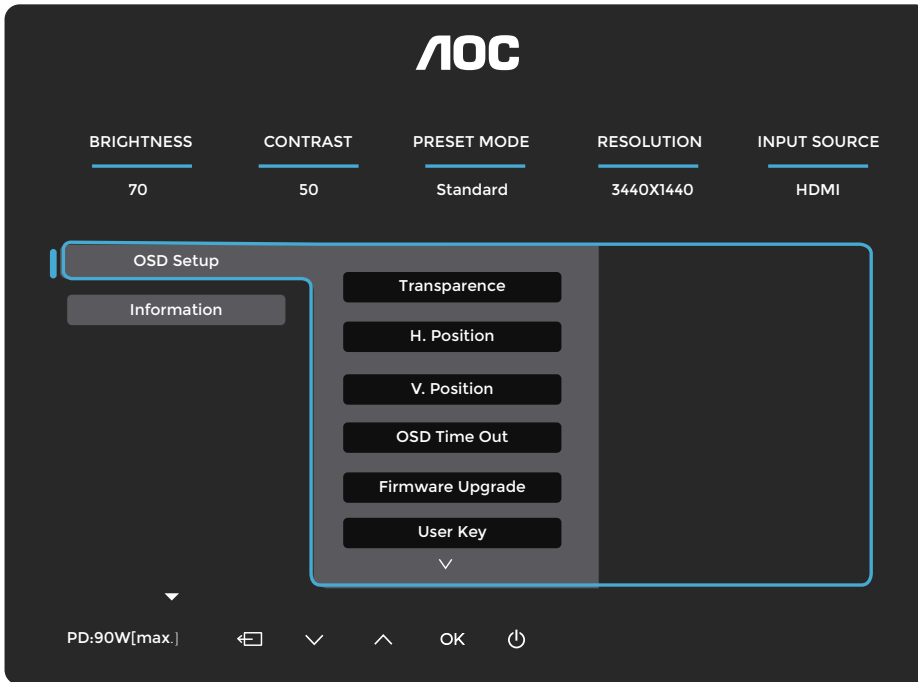 AOC
BRIGHTNESS CONTRAST PRESET MODE RESOLUTION INPUT SOURCE
70 50 Standard 3440X1440 HDMI
OSD Setup
Information
Transparence
H. Position
V. Position
OSD Time Out
Firmware Upgrade
User Key
PD:90W[max.]
OK